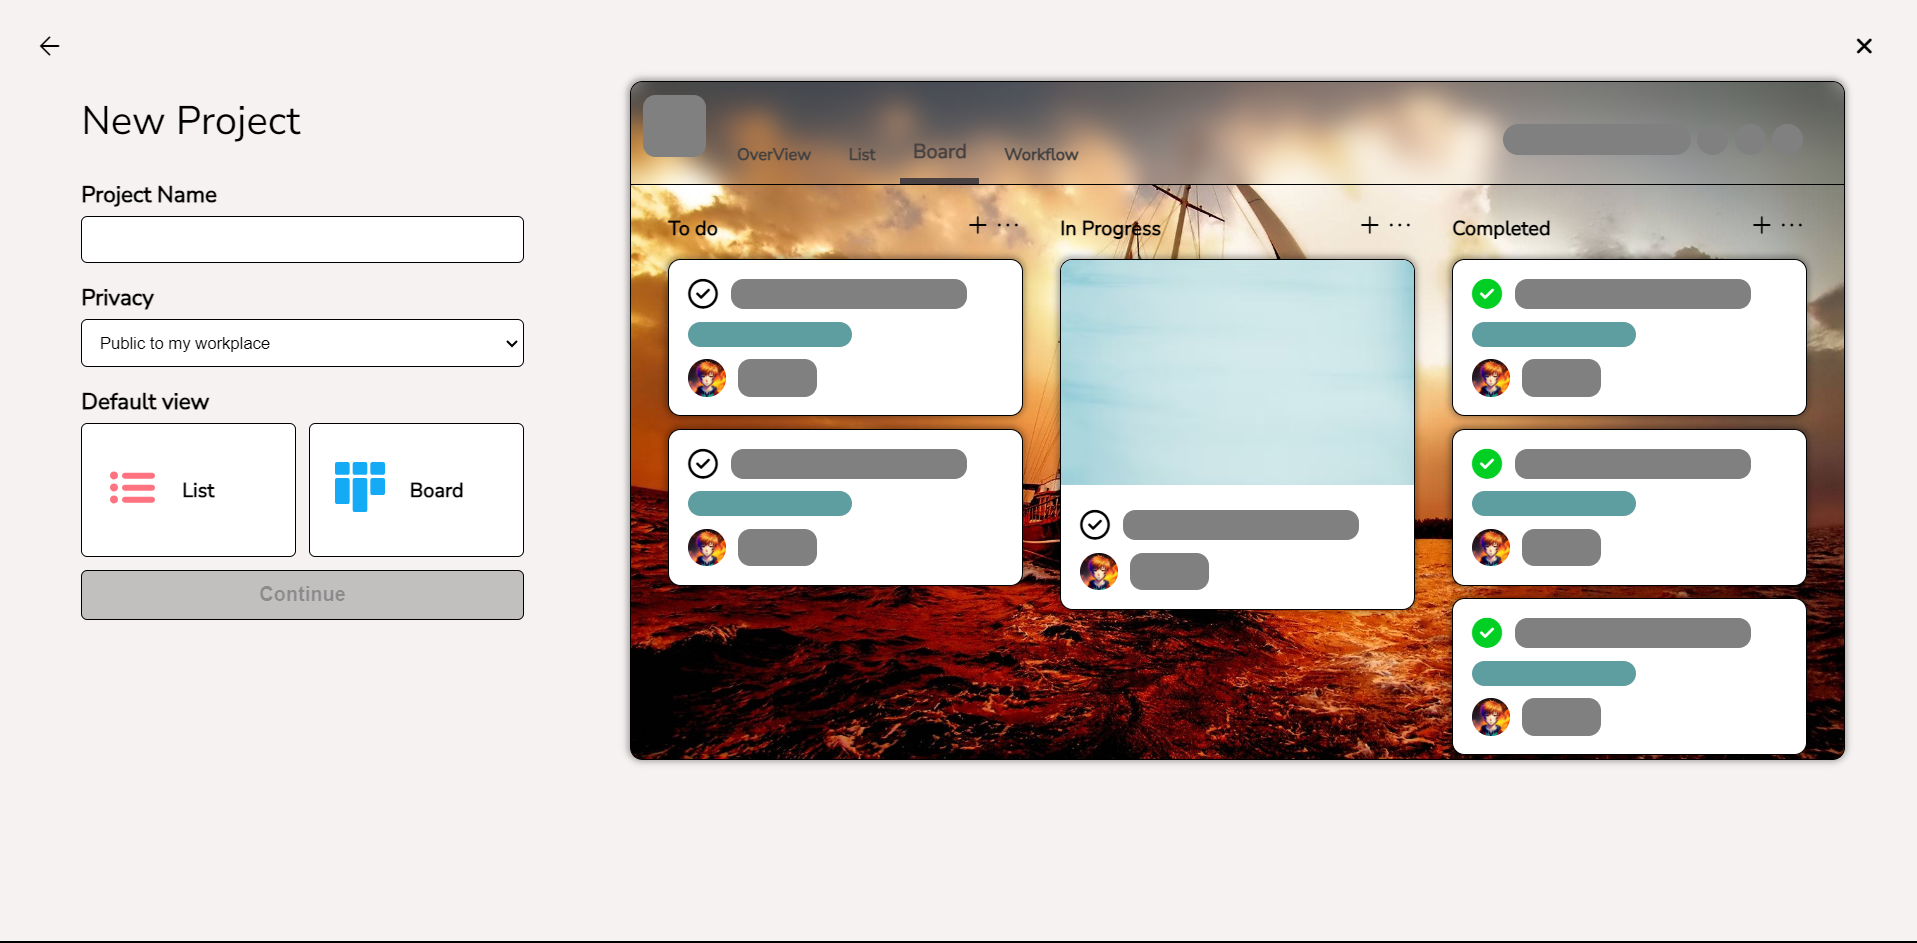 New Project
Project Name
Privacy
Public to my workplace
Default view
List
Board
Continue
OverView
List
Board
Workflow
To do
In Progress
Completed